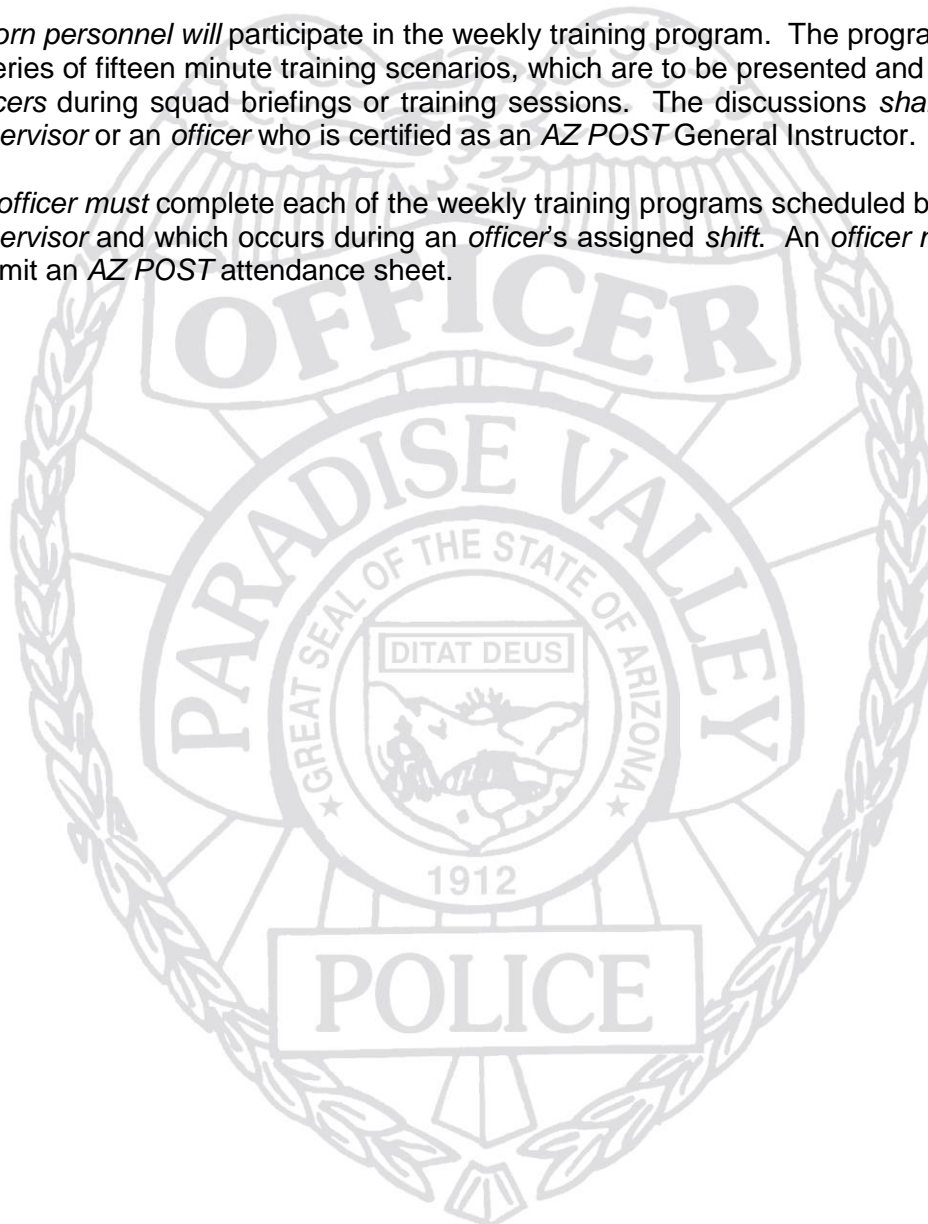 orn personnel will participate in the weekly training program.  The progra
eries of fifteen minute training scenarios, which are to be presented and
cers during squad briefings or training sessions.  The discussions shal
ervisor or an officer who is certified as an AZ POST General Instructor.
officer must complete each of the weekly training programs scheduled b
ervisor and which occurs during an officer's assigned shift.  An officer m
mit an AZ POST attendance sheet.
OFFICER
PARADISE VALLEY
GREAT SEAL OF THE STATE OF ARIZONA
DITAT DEUS
1912
POLICE